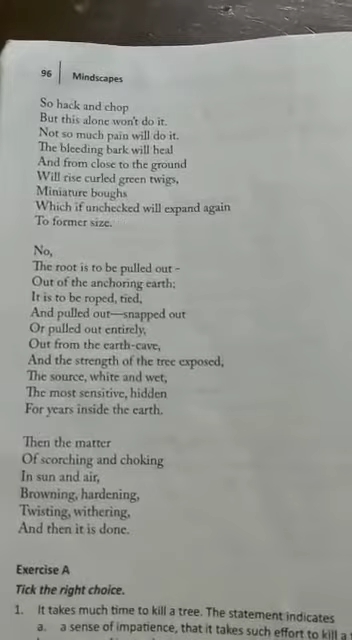 96 Mindscapes
So hack and chop
But this alone won't do it.
Not so much pain will do it.
The bleeding bark will heal
And from close to the ground
Will rise curled green twigs,
Miniature boughs
Which if unchecked will expand again
To former size.
No,
The root is to be pulled out -
Out of the anchoring earth;
It is to be roped, tied,
And pulled out—snapped out
Or pulled out entirely,
Out from the earth-cave,
And the strength of the tree exposed,
The source, white and wet,
The most sensitive, hidden
For years inside the earth.
Then the matter
Of scorching and choking
In sun and air,
Browning, hardening,
Twisting, withering,
And then it is done.
Exercise A
Tick the right choice.
1. It takes much time to kill a tree. The statement indicates
a. a sense of impatience, that it takes such effort to kill a